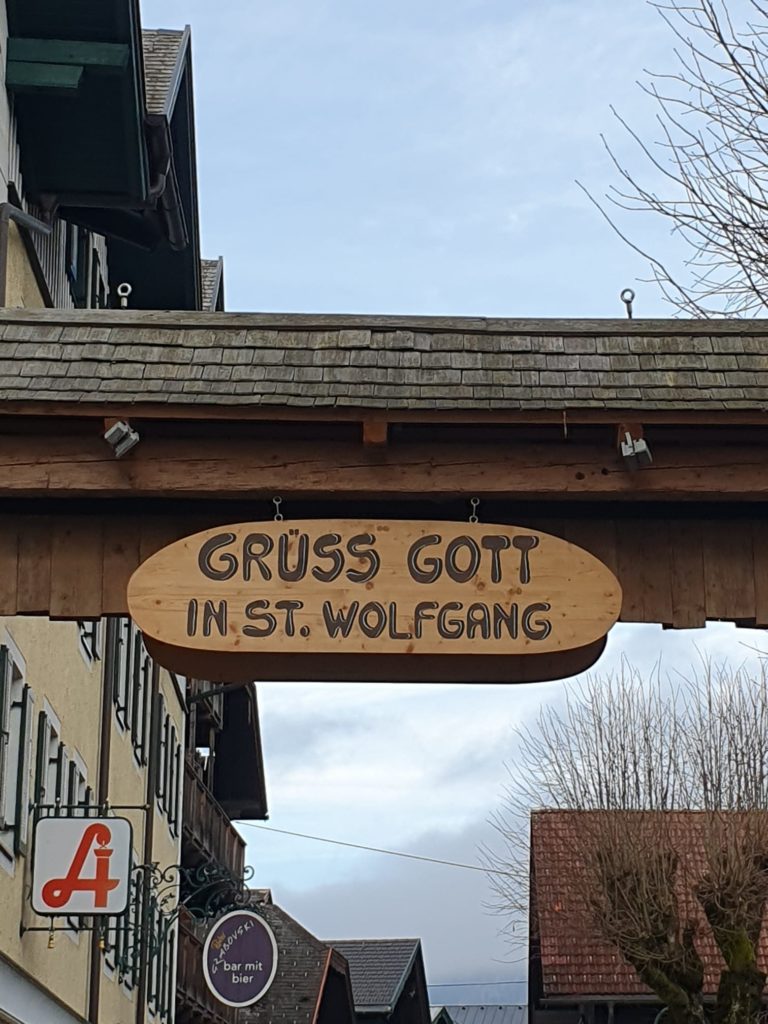 GRÜSS GOTT
IN ST. WOLFGANG
A
bar mit
bier